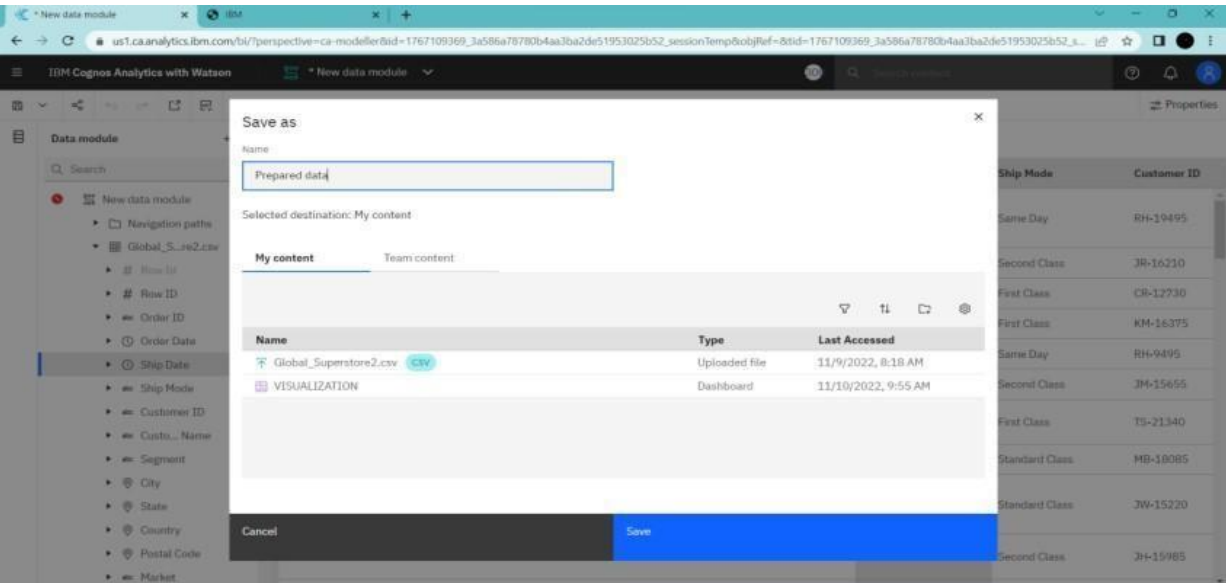 * New data module
IBM
us1.ca.analytics.ibm.com/bi/?perspective=ca-modeller&id=1767109369_3a586a78780b4aa3ba2de51953025b52_sessionTemp&objRef=&tid=1767109369_3a586a78780b4aa3ba2de51953025b52_s...
IBM Cognos Analytics with Watson
* New data module
Search content
Properties
Data module
Search
New data module
Navigation paths
Global_S...re2.csv
Row Id
Row ID
Order ID
Order Date
Ship Date
Ship Mode
Customer ID
Custo... Name
Segment
City
State
Country
Postal Code
Market
Save as
Name
Prepared data
Selected destination: My content
My content Team content
Name Type Last Accessed
Global_Superstore2.csv CSV Uploaded file 11/9/2022, 8:18 AM
VISUALIZATION Dashboard 11/10/2022, 9:55 AM
Cancel Save
Ship Mode Customer ID
Same Day RH-19495
Second Class JR-16210
First Class CR-12730
First Class KM-16375
Same Day RH-9495
Second Class JM-15655
First Class TS-21340
Standard Class MB-18085
Standard Class JW-15220
Second Class JH-15985